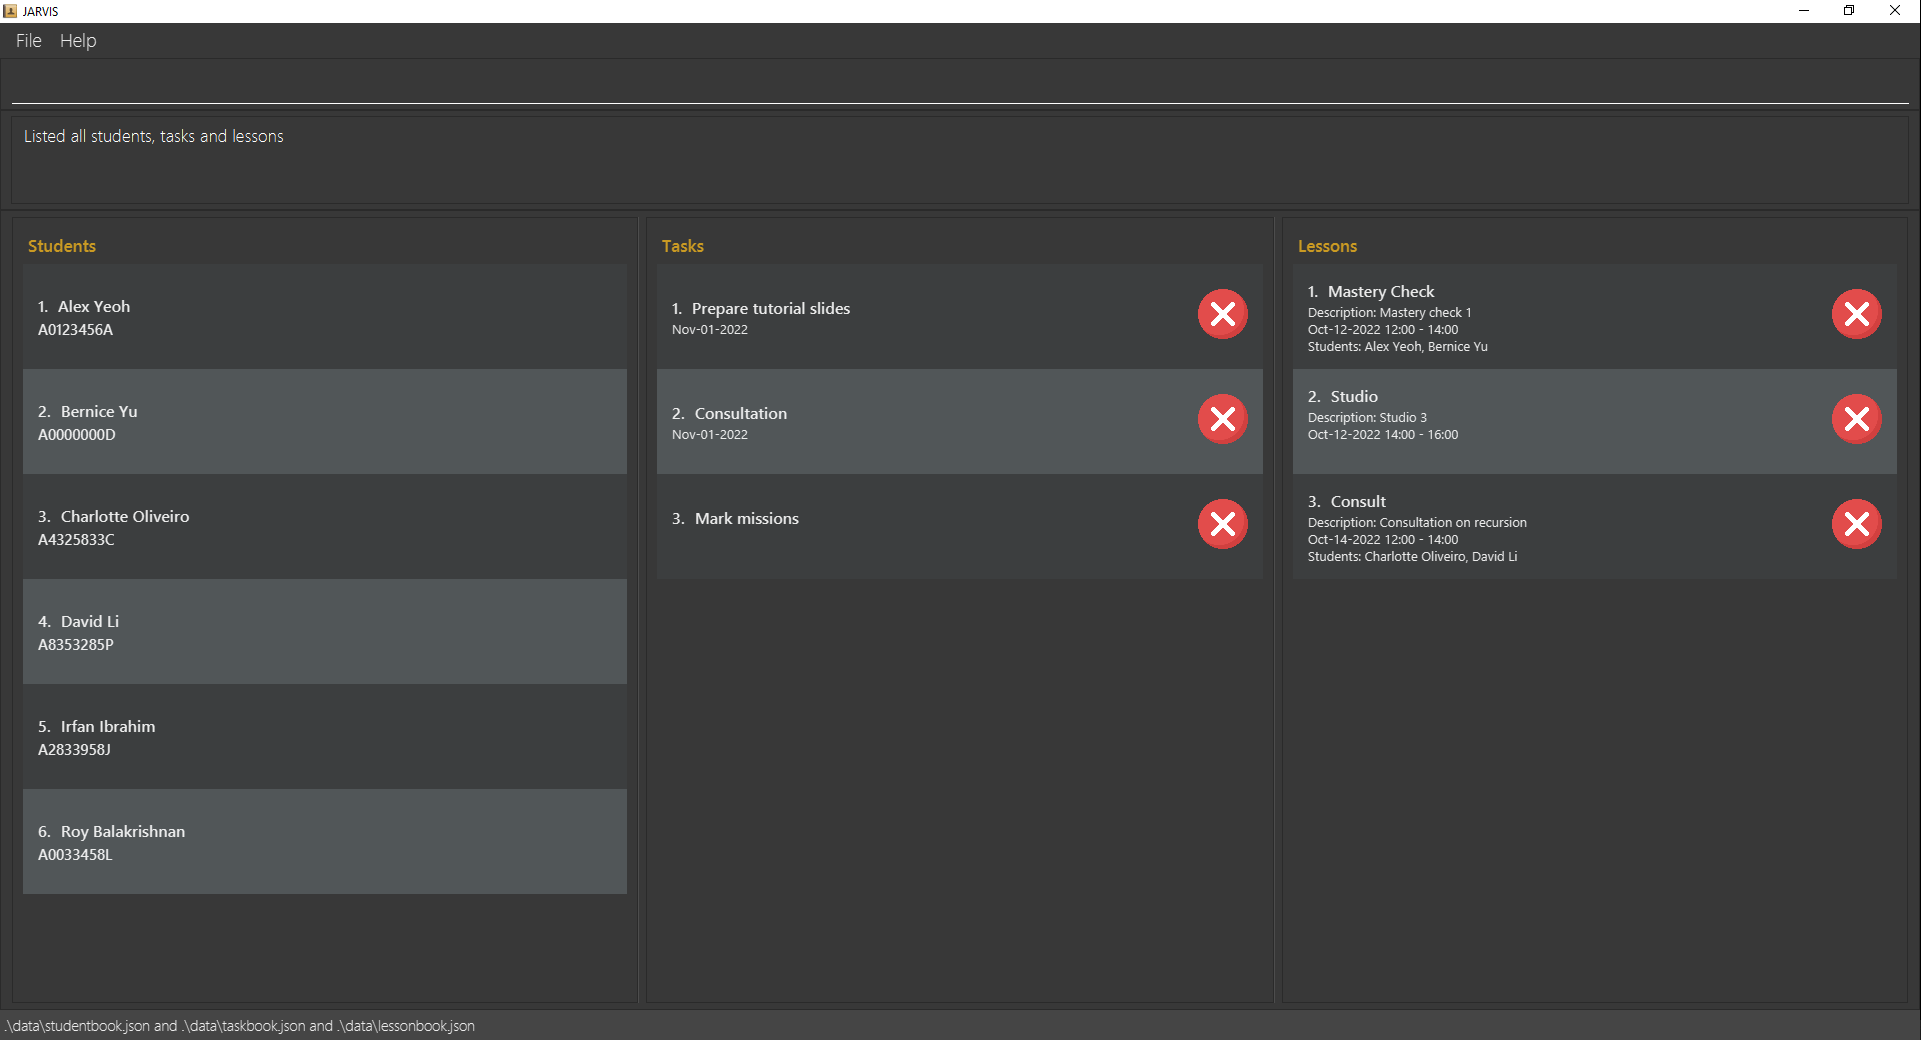 JARVIS
File Help
Listed all students, tasks and lessons
Students
1. Alex Yeoh
A0123456A
2. Bernice Yu
A0000000D
3. Charlotte Oliveiro
A4325833C
4. David Li
A8353285P
5. Irfan Ibrahim
A2833958J
6. Roy Balakrishnan
A0033458L
Tasks
1. Prepare tutorial slides
Nov-01-2022
2. Consultation
Nov-01-2022
3. Mark missions
Lessons
1. Mastery Check
Description: Mastery check 1
Oct-12-2022 12:00 - 14:00
Students: Alex Yeoh, Bernice Yu
2. Studio
Description: Studio 3
Oct-12-2022 14:00 - 16:00
3. Consult
Description: Consultation on recursion
Oct-14-2022 12:00 - 14:00
Students: Charlotte Oliveiro, David Li
.\data\studentbook.json and .\data\taskbook.json and .\data\lessonbook.json